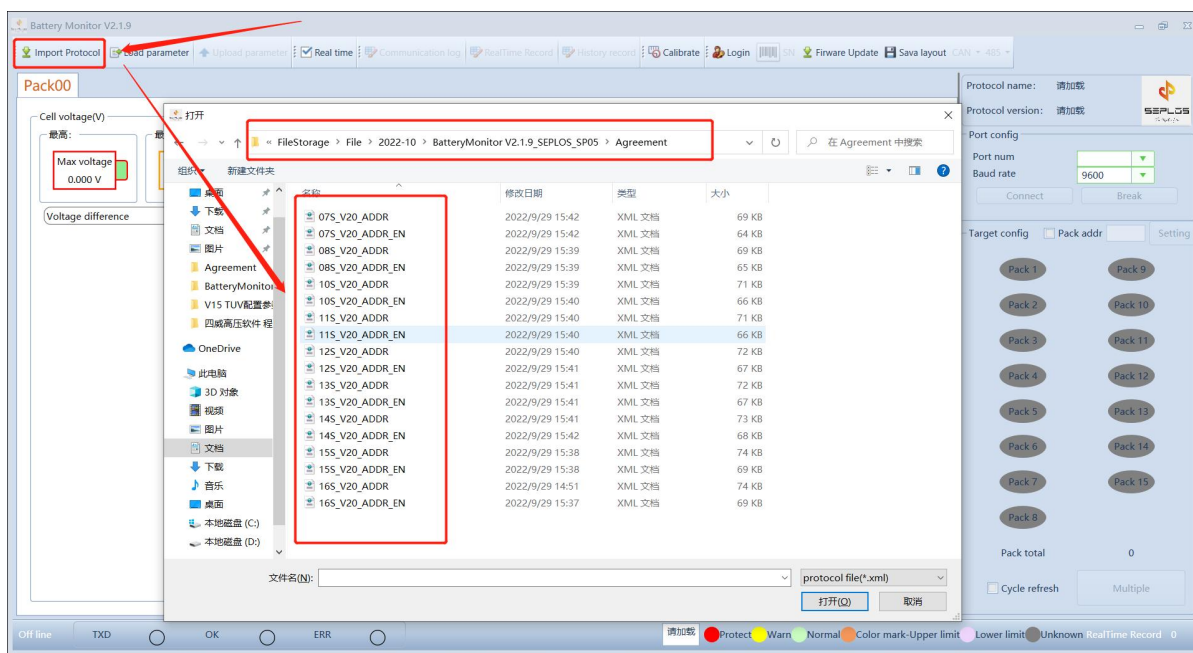 Battery Monitor V2.1.9
Import Protocol Load parameter Upload parameter Real time Communication log RealTime Record History record Calibrate Login SN Firware Update Sava layout CAN 485
Pack00
Cell voltage(V)
最高:
Max voltage
0.000 V
Voltage difference
打开
« FileStorage › File › 2022-10 › BatteryMonitor V2.1.9_SEPLOS_SP05 › Agreement
在 Agreement 中搜索
组织 新建文件夹
桌面
下载
文档
图片
Agreement
BatteryMonitor
V15 TUV配置参
四威高压软件 程
OneDrive
此电脑
3D 对象
视频
图片
文档
下载
音乐
桌面
本地磁盘 (C:)
本地磁盘 (D:)
名称 修改日期 类型 大小
07S_V20_ADDR 2022/9/29 15:42 XML 文档 69 KB
07S_V20_ADDR_EN 2022/9/29 15:42 XML 文档 64 KB
08S_V20_ADDR 2022/9/29 15:39 XML 文档 69 KB
08S_V20_ADDR_EN 2022/9/29 15:39 XML 文档 65 KB
10S_V20_ADDR 2022/9/29 15:39 XML 文档 71 KB
10S_V20_ADDR_EN 2022/9/29 15:40 XML 文档 66 KB
11S_V20_ADDR 2022/9/29 15:40 XML 文档 71 KB
11S_V20_ADDR_EN 2022/9/29 15:40 XML 文档 66 KB
12S_V20_ADDR 2022/9/29 15:40 XML 文档 72 KB
12S_V20_ADDR_EN 2022/9/29 15:41 XML 文档 67 KB
13S_V20_ADDR 2022/9/29 15:41 XML 文档 72 KB
13S_V20_ADDR_EN 2022/9/29 15:41 XML 文档 67 KB
14S_V20_ADDR 2022/9/29 15:41 XML 文档 73 KB
14S_V20_ADDR_EN 2022/9/29 15:42 XML 文档 68 KB
15S_V20_ADDR 2022/9/29 15:38 XML 文档 74 KB
15S_V20_ADDR_EN 2022/9/29 15:38 XML 文档 69 KB
16S_V20_ADDR 2022/9/29 14:51 XML 文档 74 KB
16S_V20_ADDR_EN 2022/9/29 15:37 XML 文档 69 KB
文件名(N): protocol file(*.xml)
打开(O) 取消
Protocol name: 请加载
Protocol version: 请加载
SEPLOS
Port config
Port num
Baud rate 9600
Connect Break
Target config Pack addr Setting
Pack 1 Pack 9
Pack 2 Pack 10
Pack 3 Pack 11
Pack 4 Pack 12
Pack 5 Pack 13
Pack 6 Pack 14
Pack 7 Pack 15
Pack 8
Pack total 0
Cycle refresh Multiple
Off line TXD OK ERR 请加载 Protect Warn Normal Color mark-Upper limit Lower limit Unknown RealTime Record 0